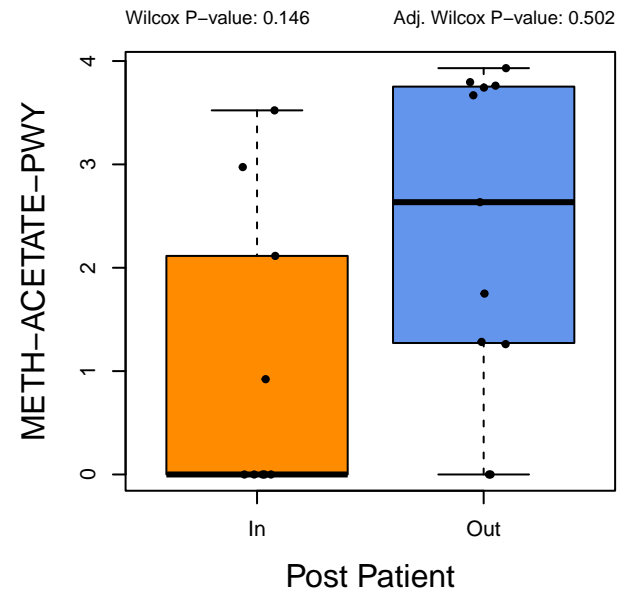 Wilcox P−value: 0.146
Adj. Wilcox P−value: 0.502
METH−ACETATE−PWY
4
3
2
1
0
In
Out
Post Patient